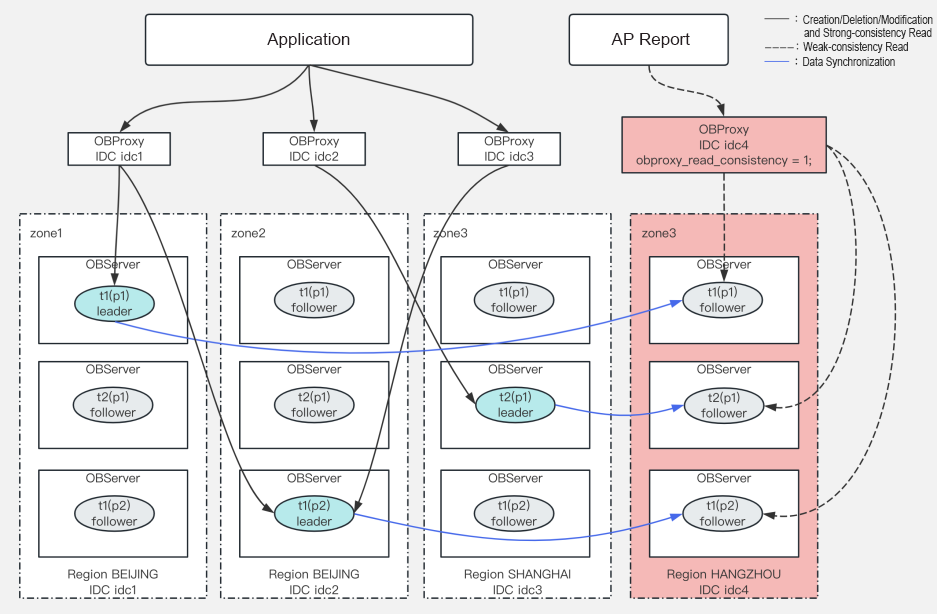 Application
AP Report
: Creation/Deletion/Modification
and Strong-consistency Read
: Weak-consistency Read
: Data Synchronization
OBProxy
IDC idc1
OBProxy
IDC idc2
OBProxy
IDC idc3
OBProxy
IDC idc4
obproxy_read_consistency = 1;
zone1
OBServer
t1(p1)
leader
OBServer
t2(p1)
follower
OBServer
t1(p2)
follower
Region BEIJING
IDC idc1
zone2
OBServer
t1(p1)
follower
OBServer
t2(p1)
follower
OBServer
t1(p2)
leader
Region BEIJING
IDC idc2
zone3
OBServer
t1(p1)
follower
OBServer
t2(p1)
leader
OBServer
t1(p2)
follower
Region SHANGHAI
IDC idc3
zone3
OBServer
t1(p1)
follower
OBServer
t2(p1)
follower
OBServer
t1(p2)
follower
Region HANGZHOU
IDC idc4